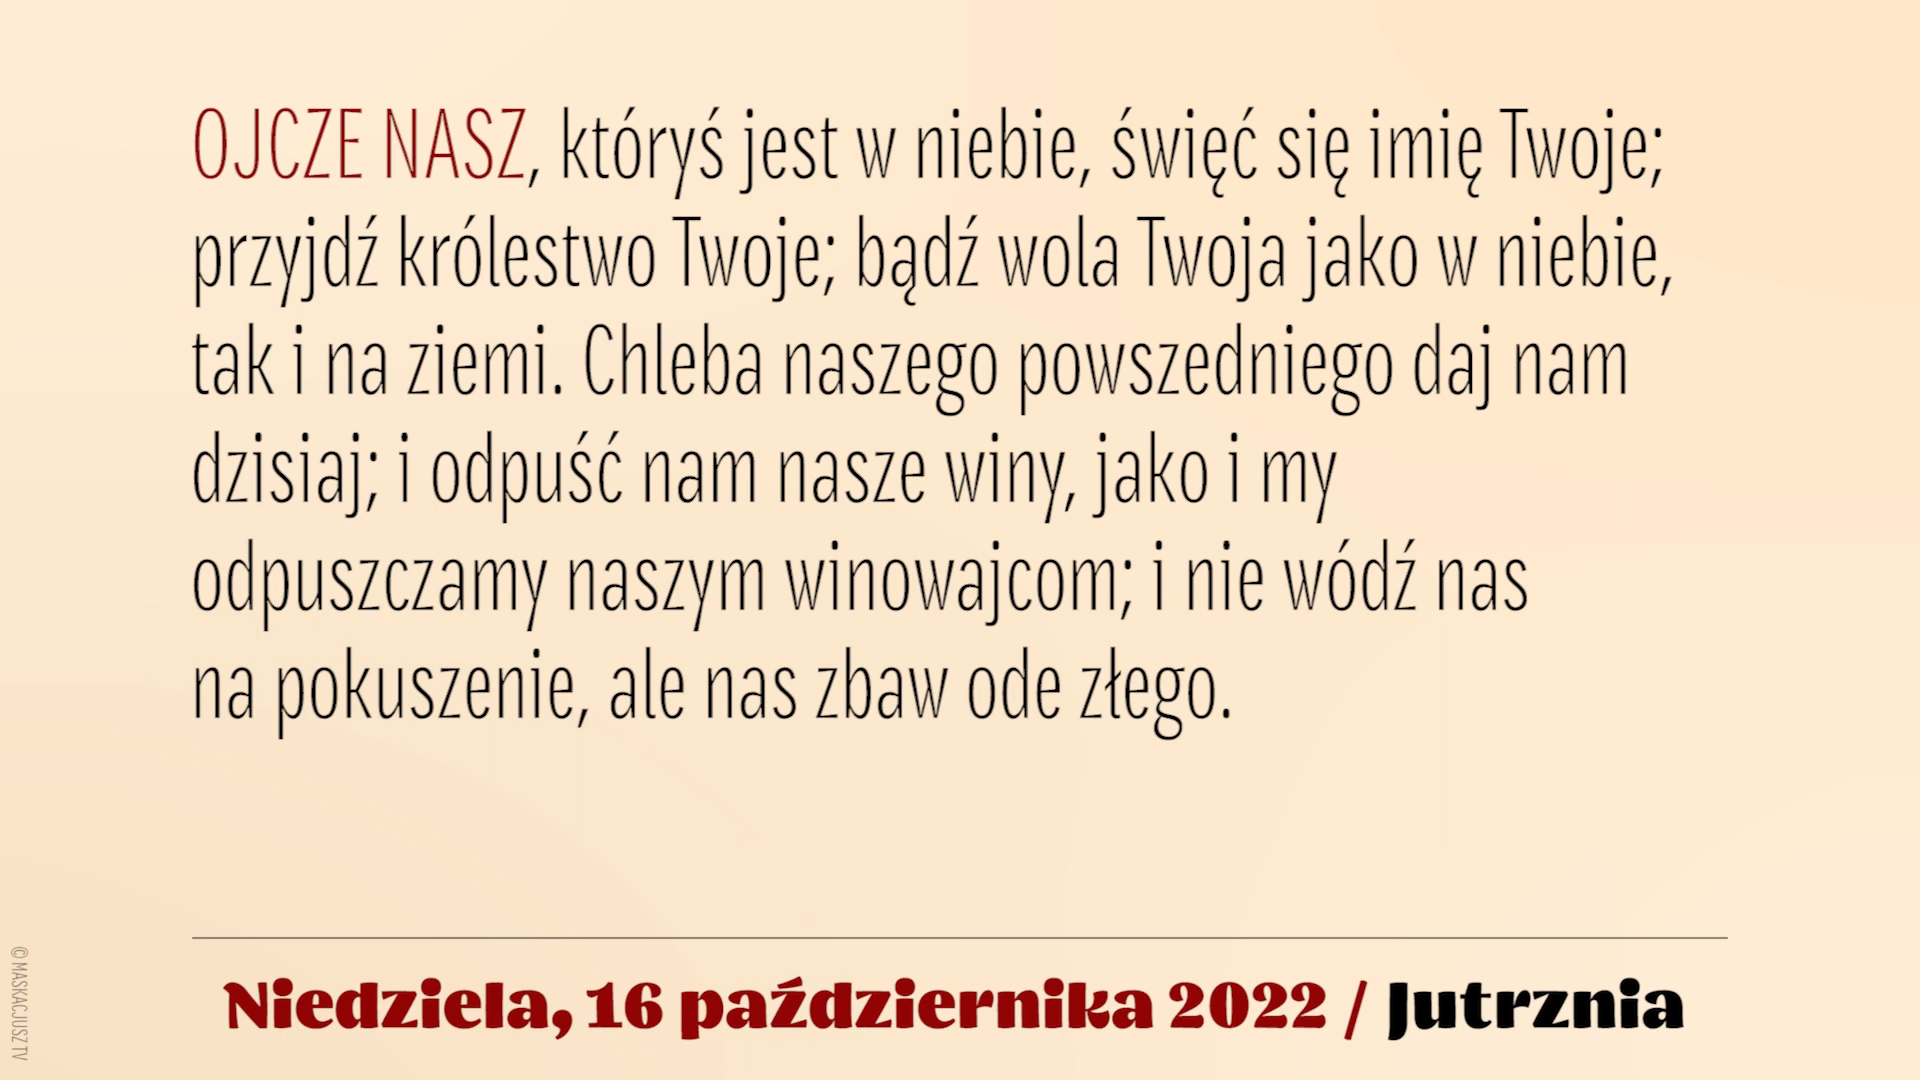 OJCZE NASZ, któryś jest w niebie, święć się imię Twoje;
przyjdź królestwo Twoje; bądź wola Twoja jako w niebie,
tak i na ziemi. Chleba naszego powszedniego daj nam
dzisiaj; i odpuść nam nasze winy, jako i my
odpuszczamy naszym winowajcom; i nie wódź nas
na pokuszenie, ale nas zbaw ode złego.
Niedziela, 16 października 2022 / Jutrznia
© MASKACJUSZ TV